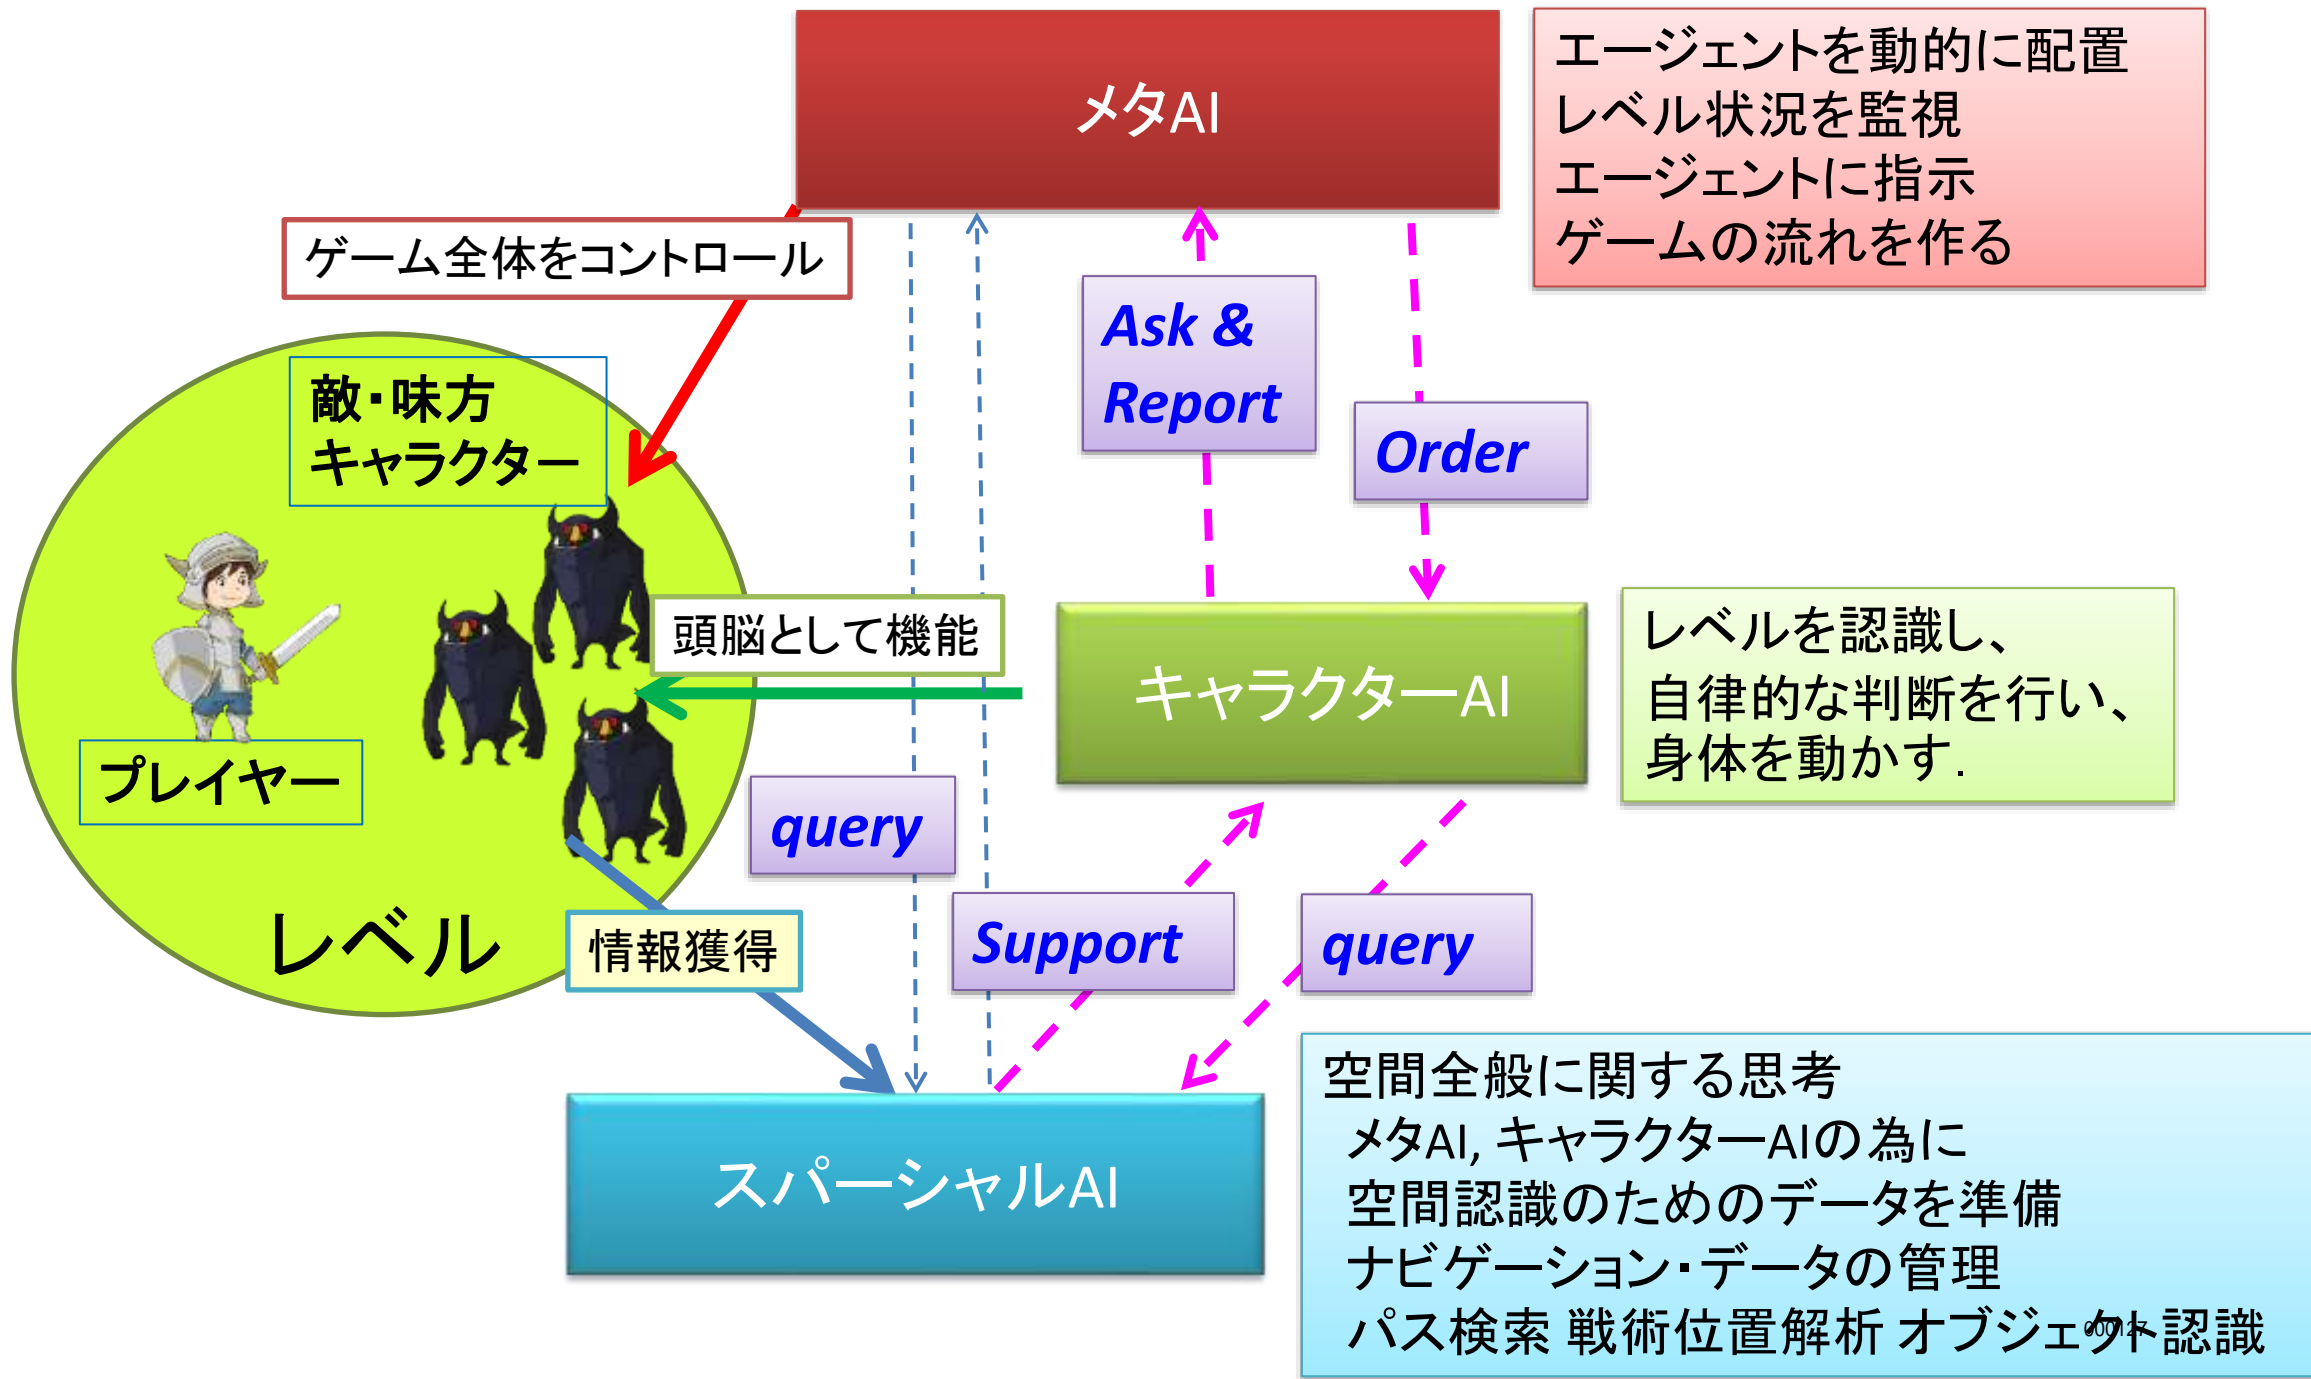 メタAI
エージェントを動的に配置
レベル状況を監視
エージェントに指示
ゲームの流れを作る
ゲーム全体をコントロール
Ask &
Report
Order
敵・味方
キャラクター
頭脳として機能
キャラクターAI
レベルを認識し、
自律的な判断を行い、
身体を動かす.
プレイヤー
query
Support
query
レベル
情報獲得
スパーシャルAI
空間全般に関する思考
メタAI, キャラクターAIの為に
空間認識のためのデータを準備
ナビゲーション・データの管理
パス検索 戦術位置解析 オブジェクト認識
000127